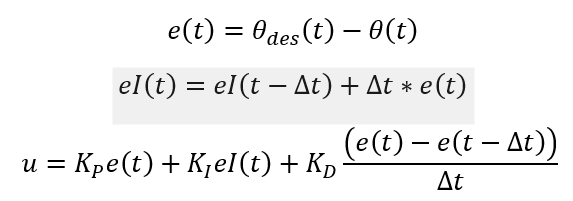 e(t) = θ_des(t) − θ(t)
eI(t) = eI(t − Δt) + Δt ∗ e(t)
u = K_P e(t) + K_I eI(t) + K_D (e(t) − e(t − Δt)) / Δt